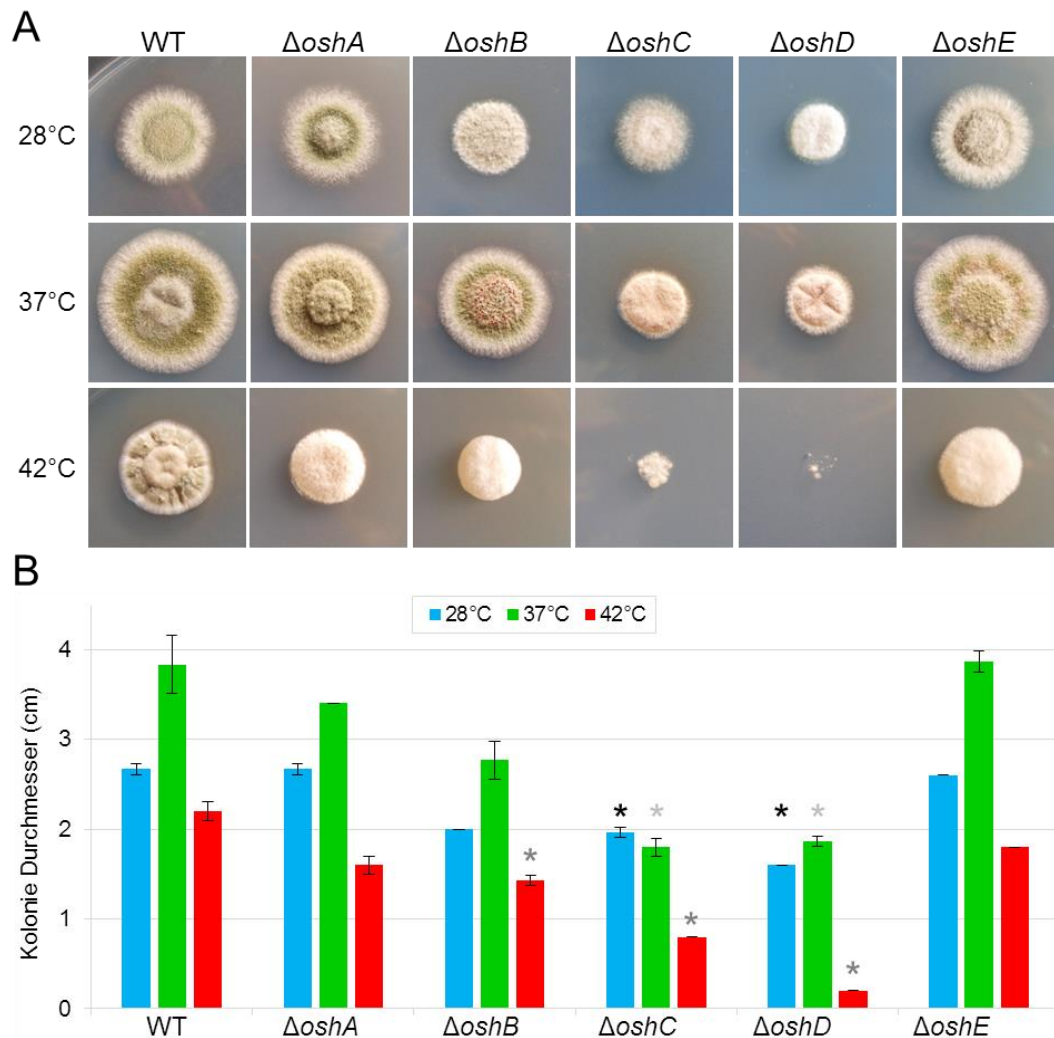 A
WT ΔoshA ΔoshB ΔoshC ΔoshD ΔoshE
28°C
37°C
42°C
B
28°C 37°C 42°C
4
3
2
1
0
Kolonie Durchmesser (cm)
* * * *
*
*
*
WT ΔoshA ΔoshB ΔoshC ΔoshD ΔoshE